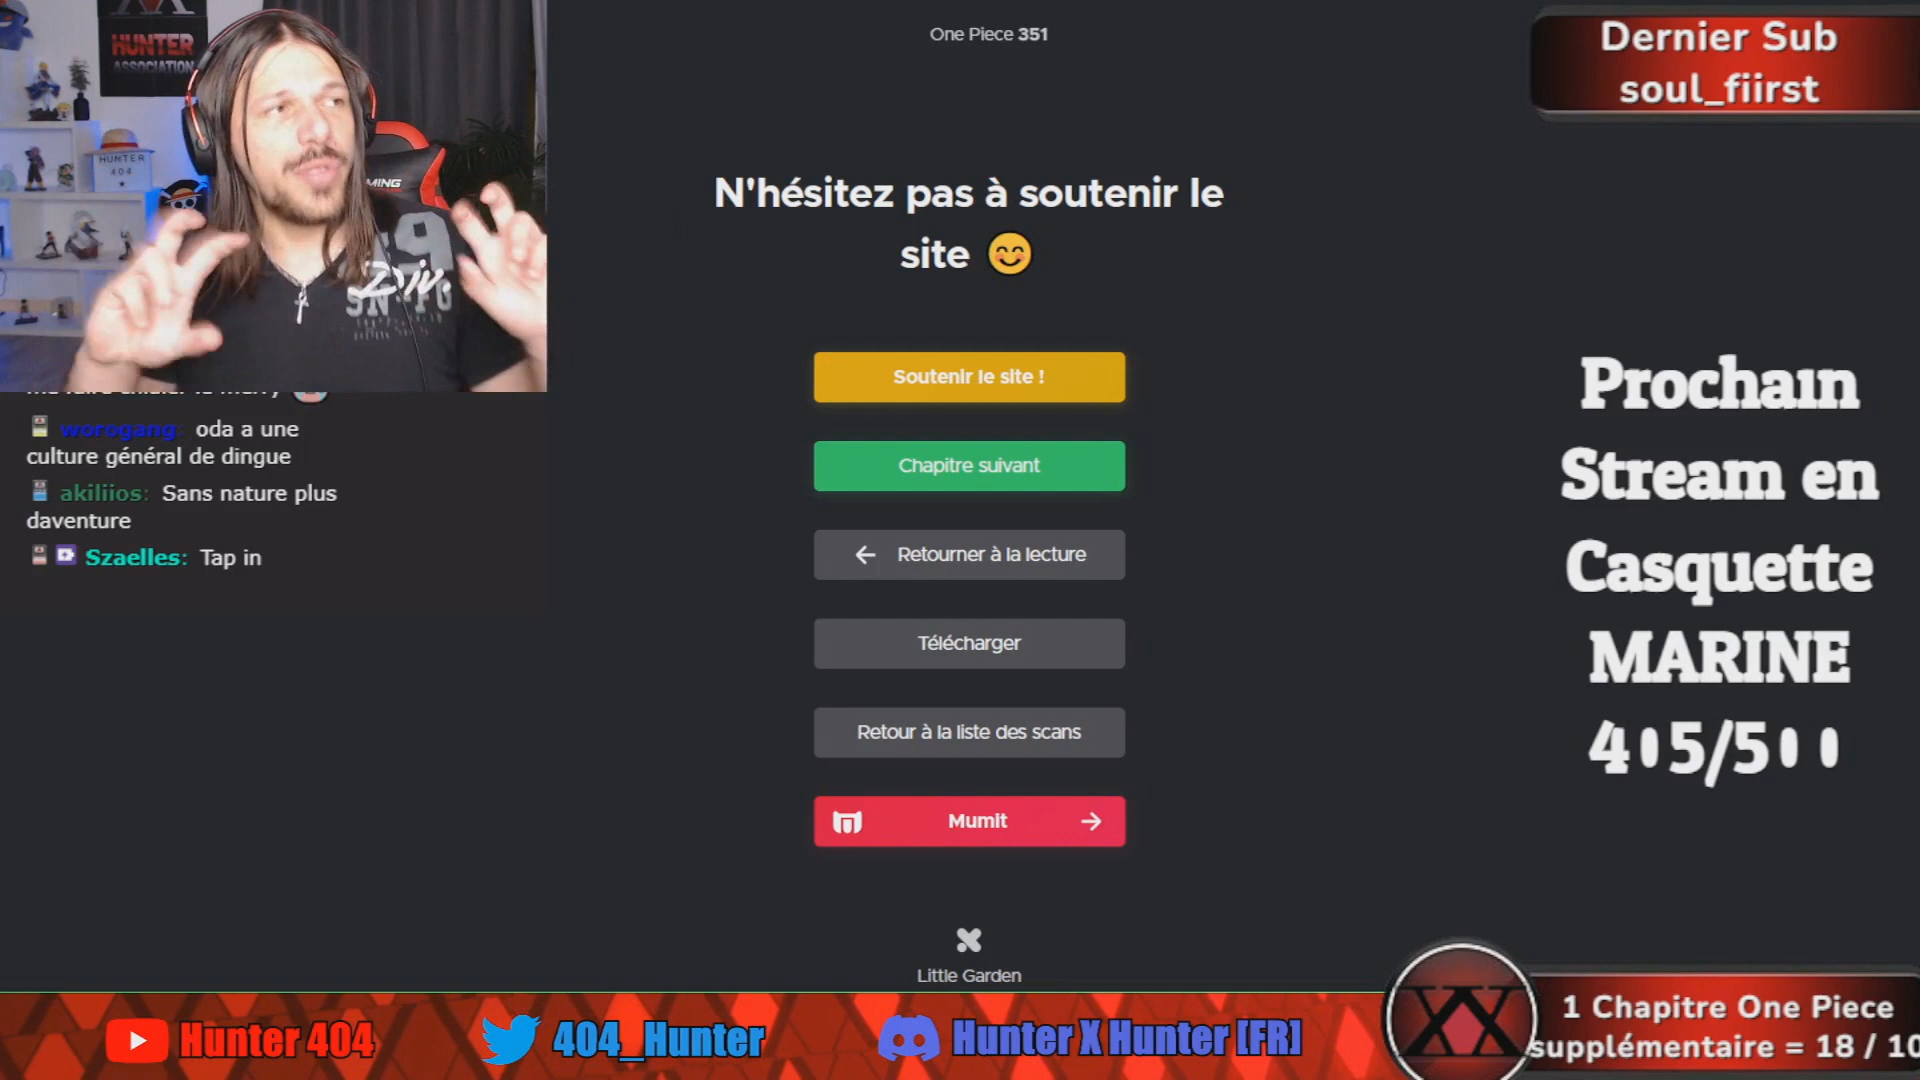 One Piece 351
Dernier Sub
soul_fiirst
HUNTER
ASSOCIATION
HUNTER
404
N'hésitez pas à soutenir le
site 😊
Soutenir le site !
Chapitre suivant
Retourner à la lecture
Télécharger
Retour à la liste des scans
Mumit
Little Garden
worogang: oda a une
culture général de dingue
akiliios: Sans nature plus
daventure
Szaelles: Tap in
Prochain
Stream en
Casquette
MARINE
405/500
Hunter 404
404_Hunter
Hunter X Hunter [FR]
1 Chapitre One Piece
supplémentaire = 18 / 10